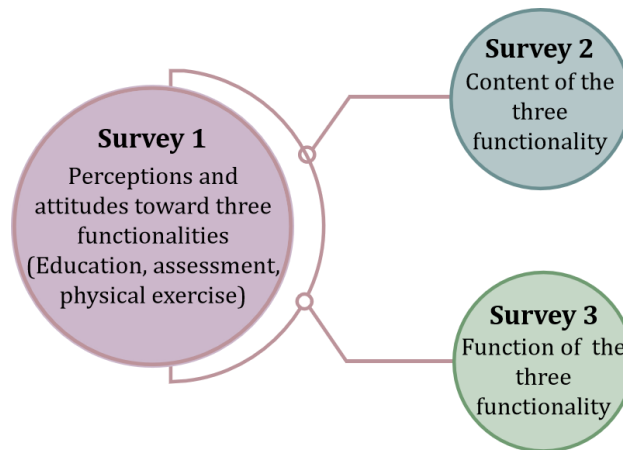 Survey 1
Perceptions and
attitudes toward three
functionalities
(Education, assessment,
physical exercise)
Survey 2
Content of the
three
functionality
Survey 3
Function of the
three
functionality